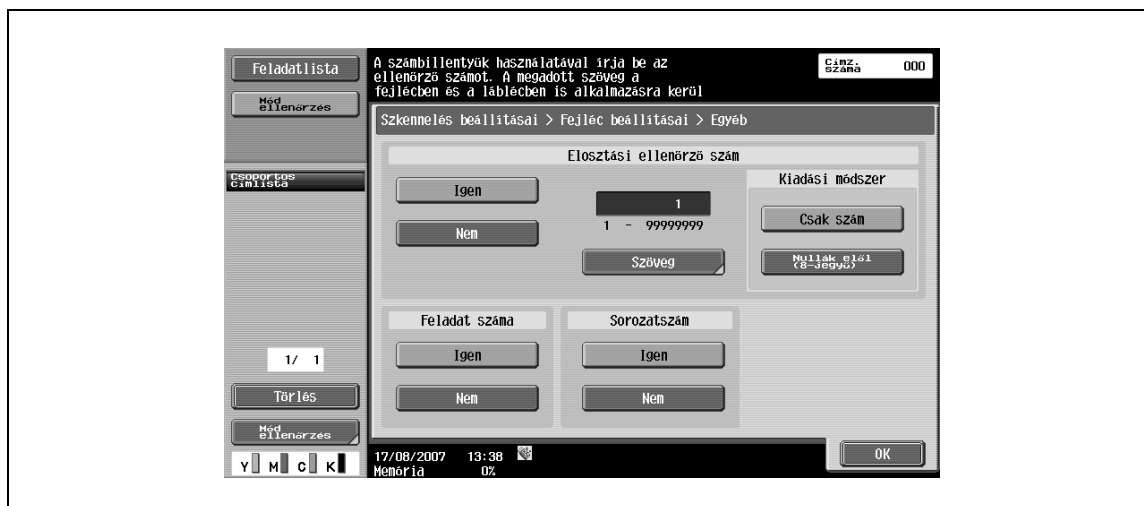 Feladatlista
Mód
ellenőrzés
A számbillentyűk használatával írja be az
ellenőrző számot. A megadott szöveg a
fejlécben és a láblécben is alkalmazásra kerül
Címz.
száma
000
Szkennelés beállításai > Fejléc beállításai > Egyéb
Elosztási ellenőrző szám
Csoportos
címlista
Igen
Nem
1
1 - 99999999
Szöveg
Kiadási módszer
Csak szám
Nullák elöl
(8-jegyű)
Feladat száma
Igen
Nem
Sorozatszám
Igen
Nem
1/ 1
Törlés
Mód
ellenőrzés
Y M C K
17/08/2007 13:38
Memória 0%
OK